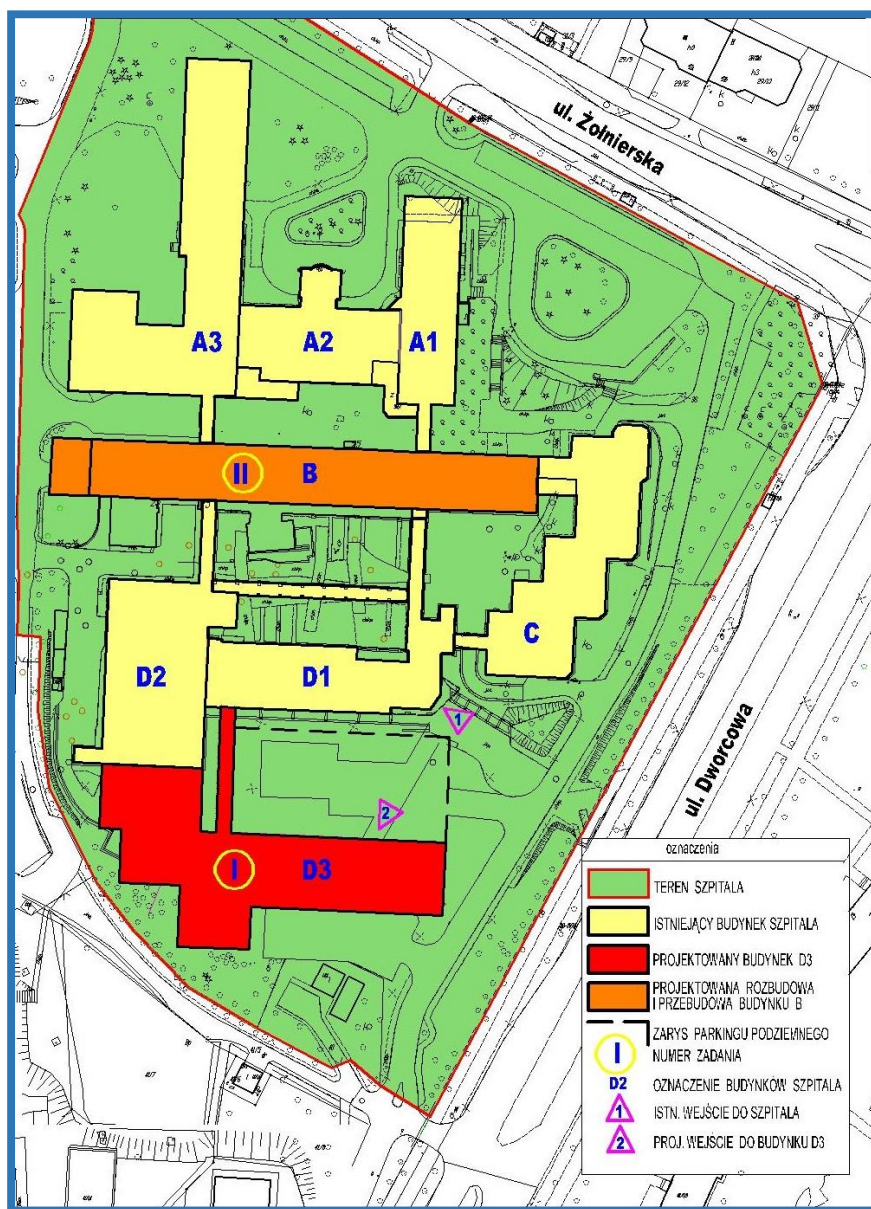 ul. Żołnierska
A3
A2
A1
II
B
C
D2
D1
1
ul. Dworcowa
2
I
D3
oznaczenia
TEREN SZPITALA
ISTNIEJĄCY BUDYNEK SZPITALA
PROJEKTOWANY BUDYNEK D3
PROJEKTOWANA ROZBUDOWA
I PRZEBUDOWA BUDYNKU B
ZARYS PARKINGU PODZIEMNEGO
I NUMER ZADANIA
D2 OZNACZENIE BUDYNKÓW SZPITALA
1 ISTN. WEJŚCIE DO SZPITALA
2 PROJ. WEJŚCIE DO BUDYNKU D3